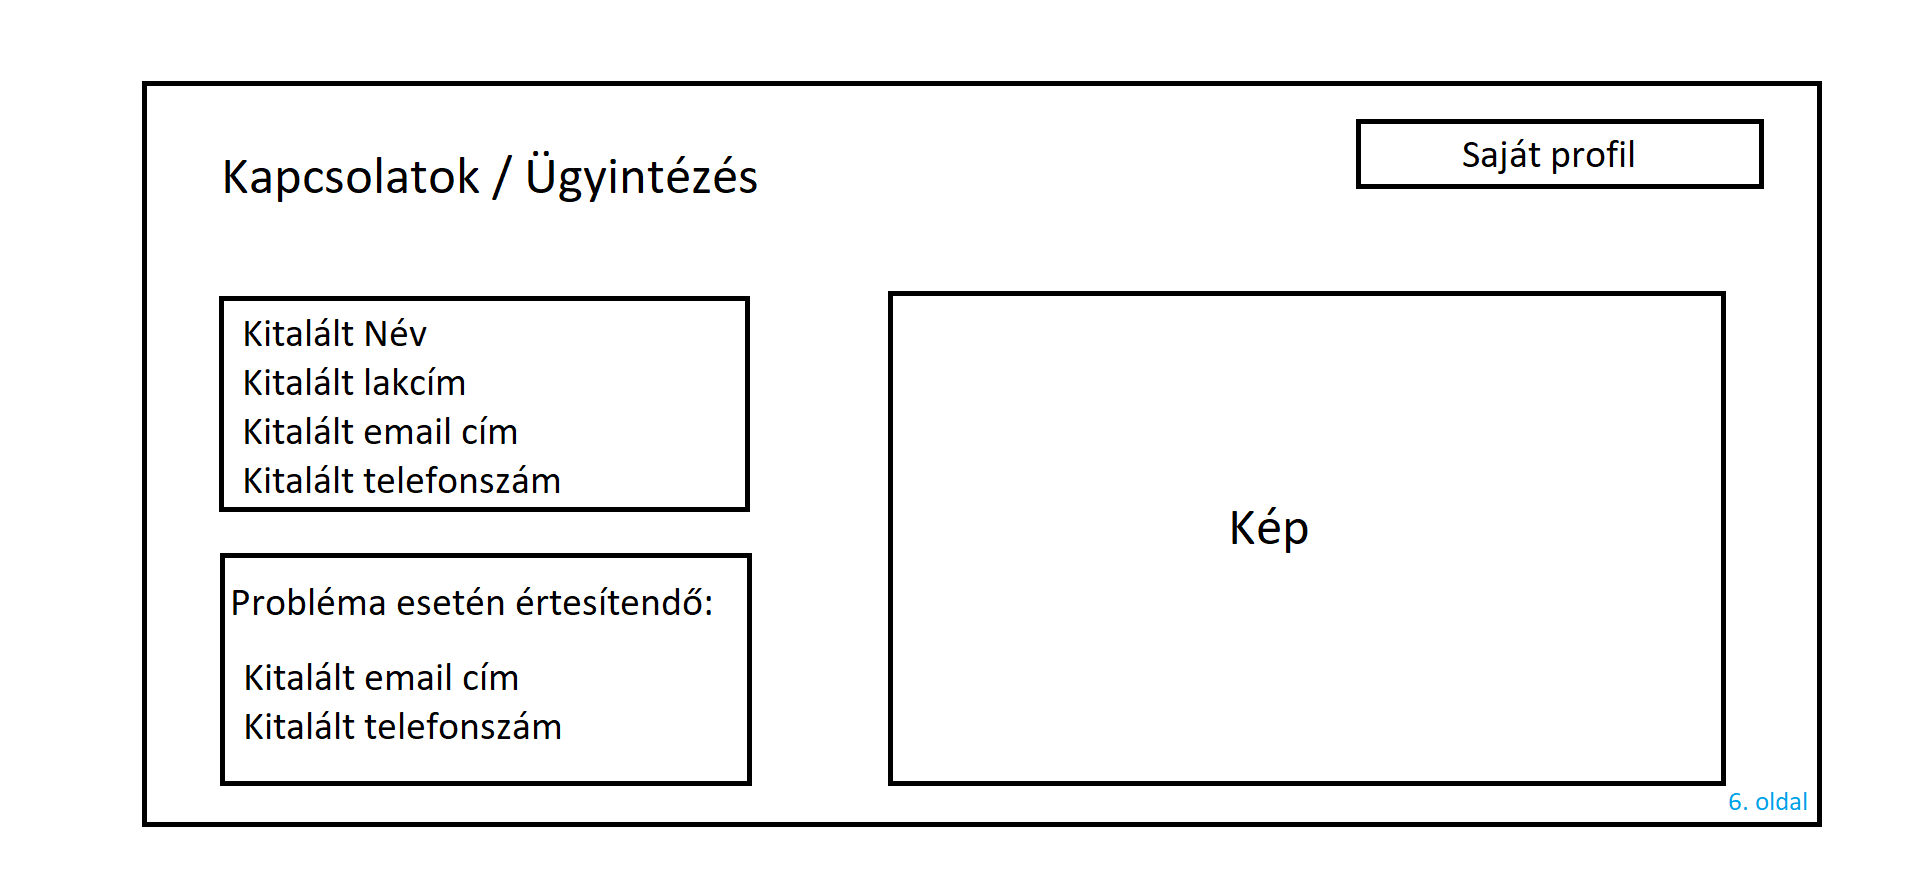 Saját profil
Kapcsolatok / Ügyintézés
Kitalált Név
Kitalált lakcím
Kitalált email cím
Kitalált telefonszám
Kép
Probléma esetén értesítendő:
Kitalált email cím
Kitalált telefonszám
6. oldal